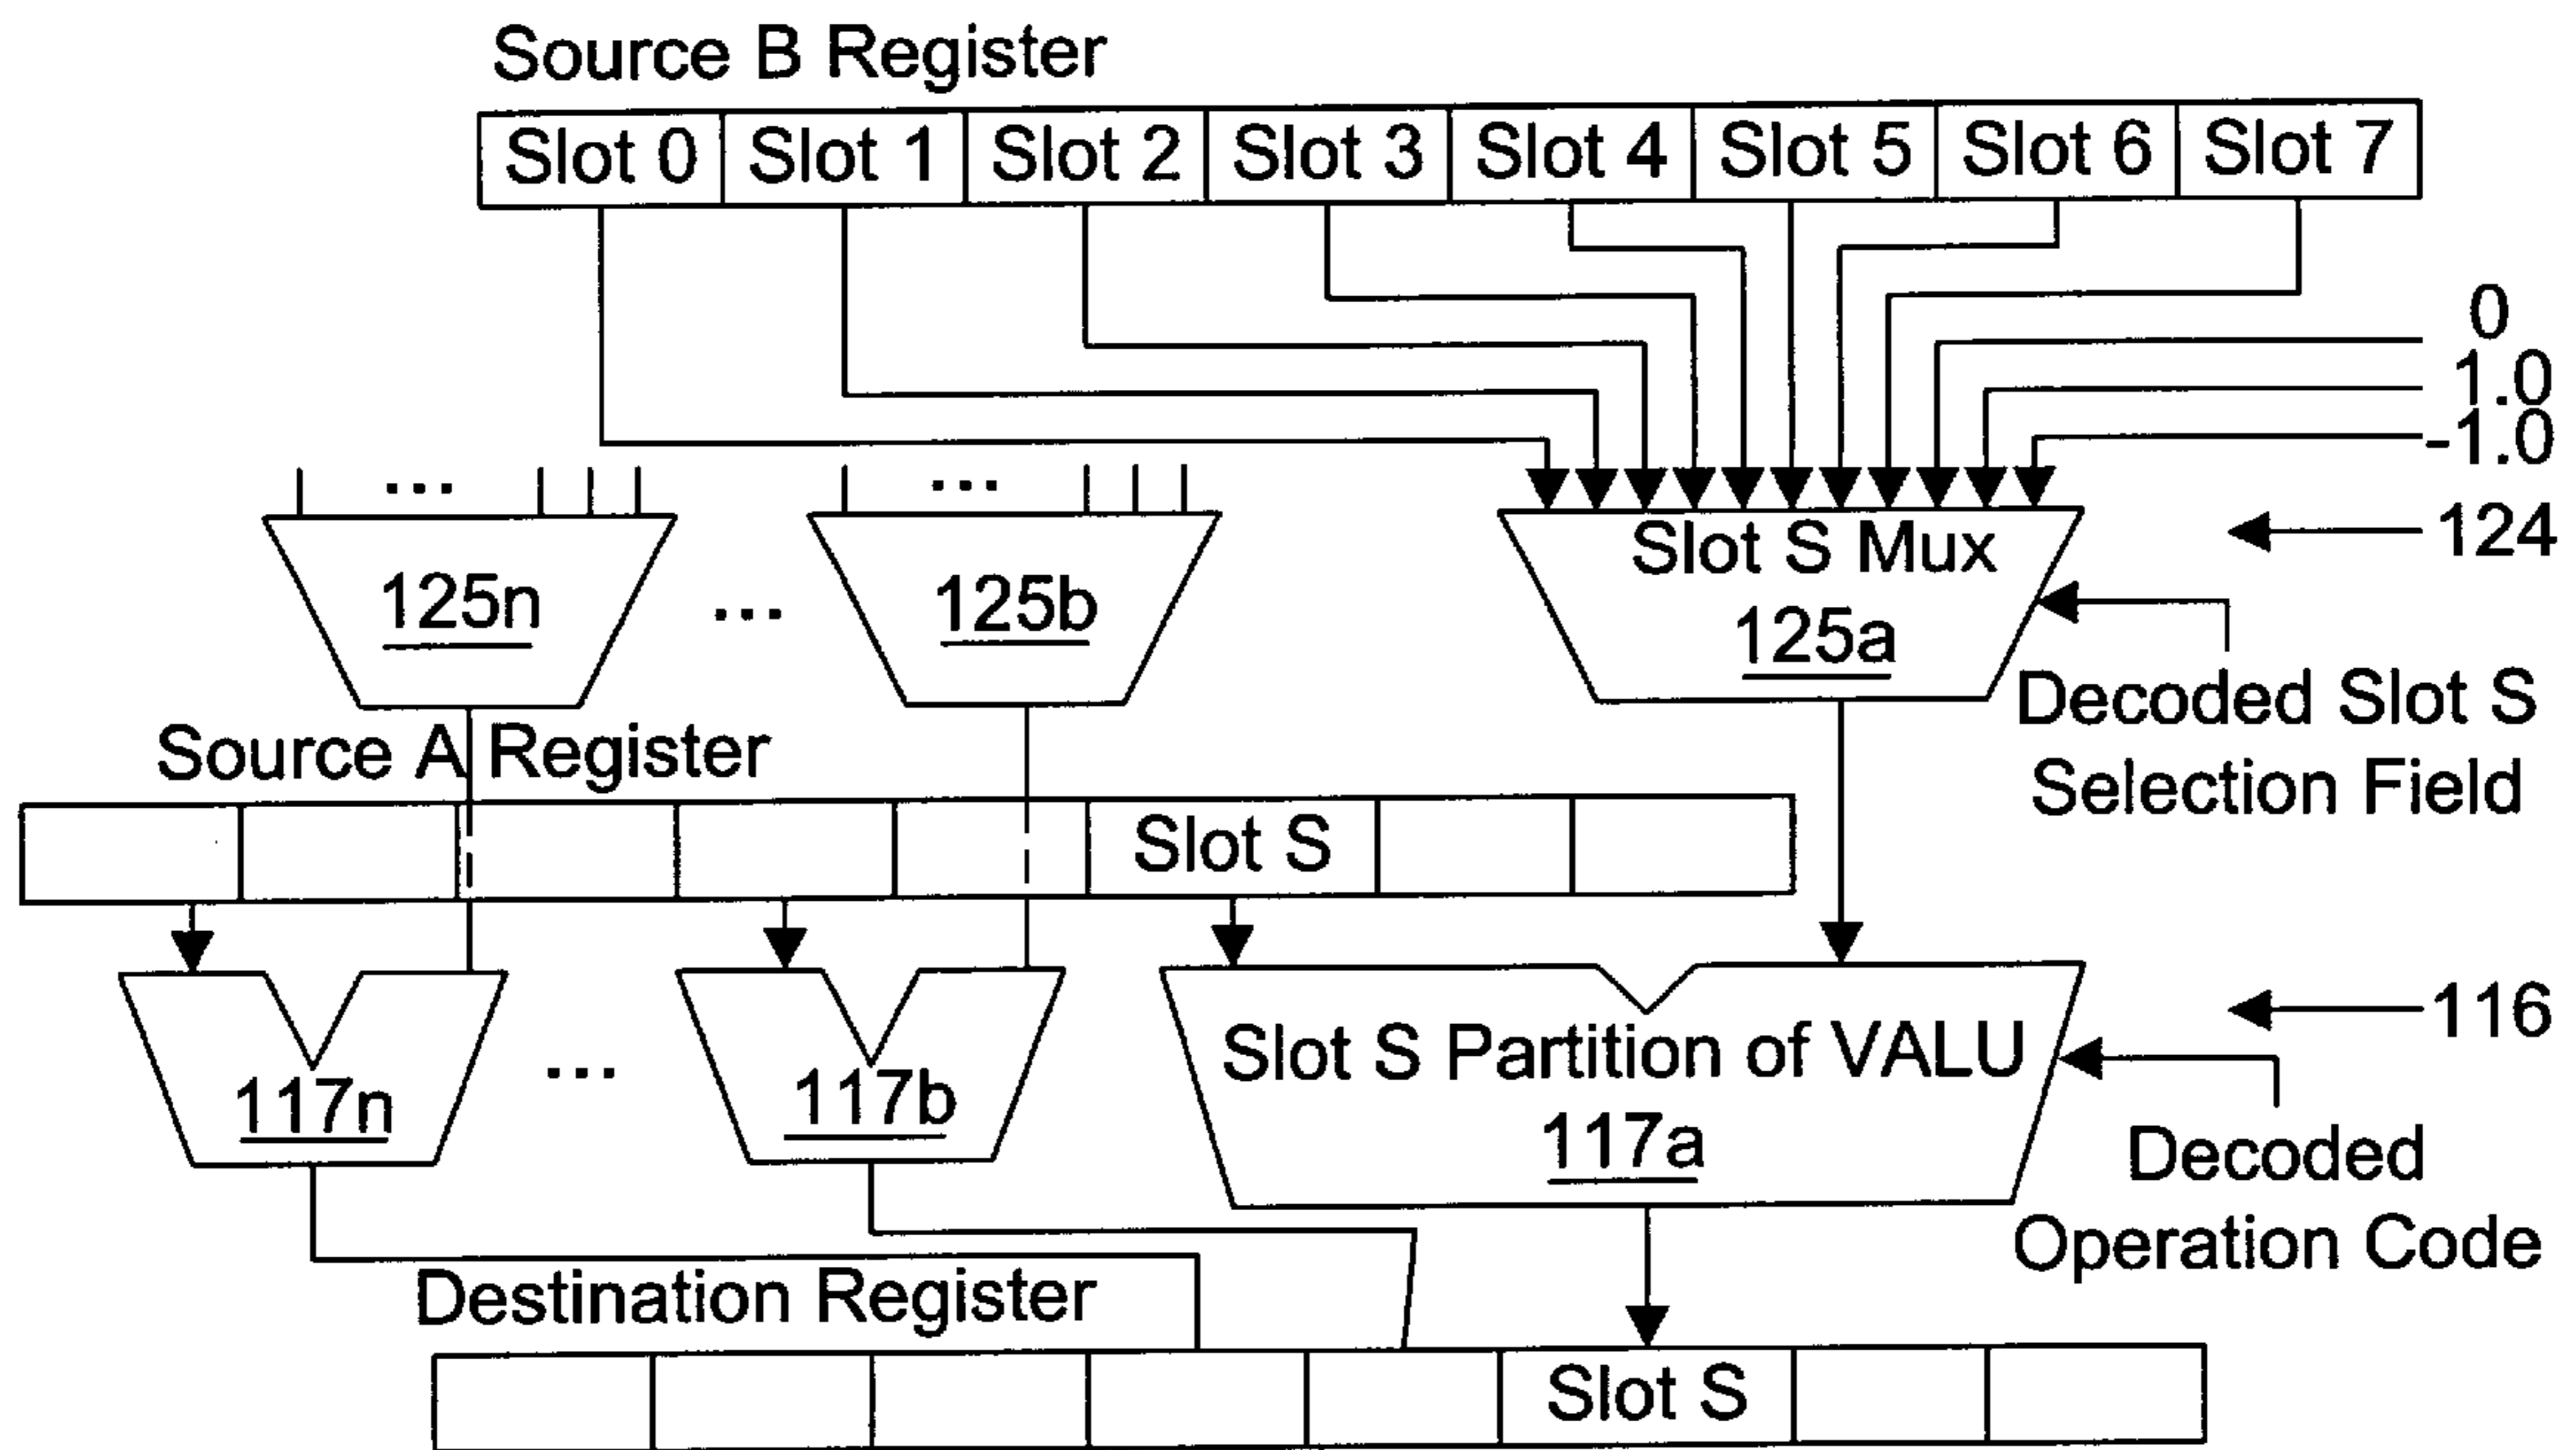 Source B Register
Slot 0 Slot 1 Slot 2 Slot 3 Slot 4 Slot 5 Slot 6 Slot 7
0
1.0
-1.0
... ...
Slot S Mux
124
125n ... 125b 125a
Decoded Slot S
Selection Field
Source A Register
Slot S
116
Slot S Partition of VALU
117n ... 117b 117a
Decoded
Operation Code
Destination Register
Slot S